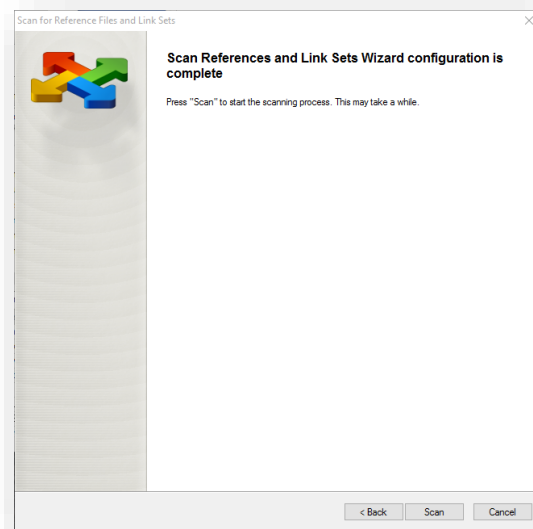 Scan for Reference Files and Link Sets
Scan References and Link Sets Wizard configuration is
complete
Press "Scan" to start the scanning process. This may take a while.
< Back Scan Cancel